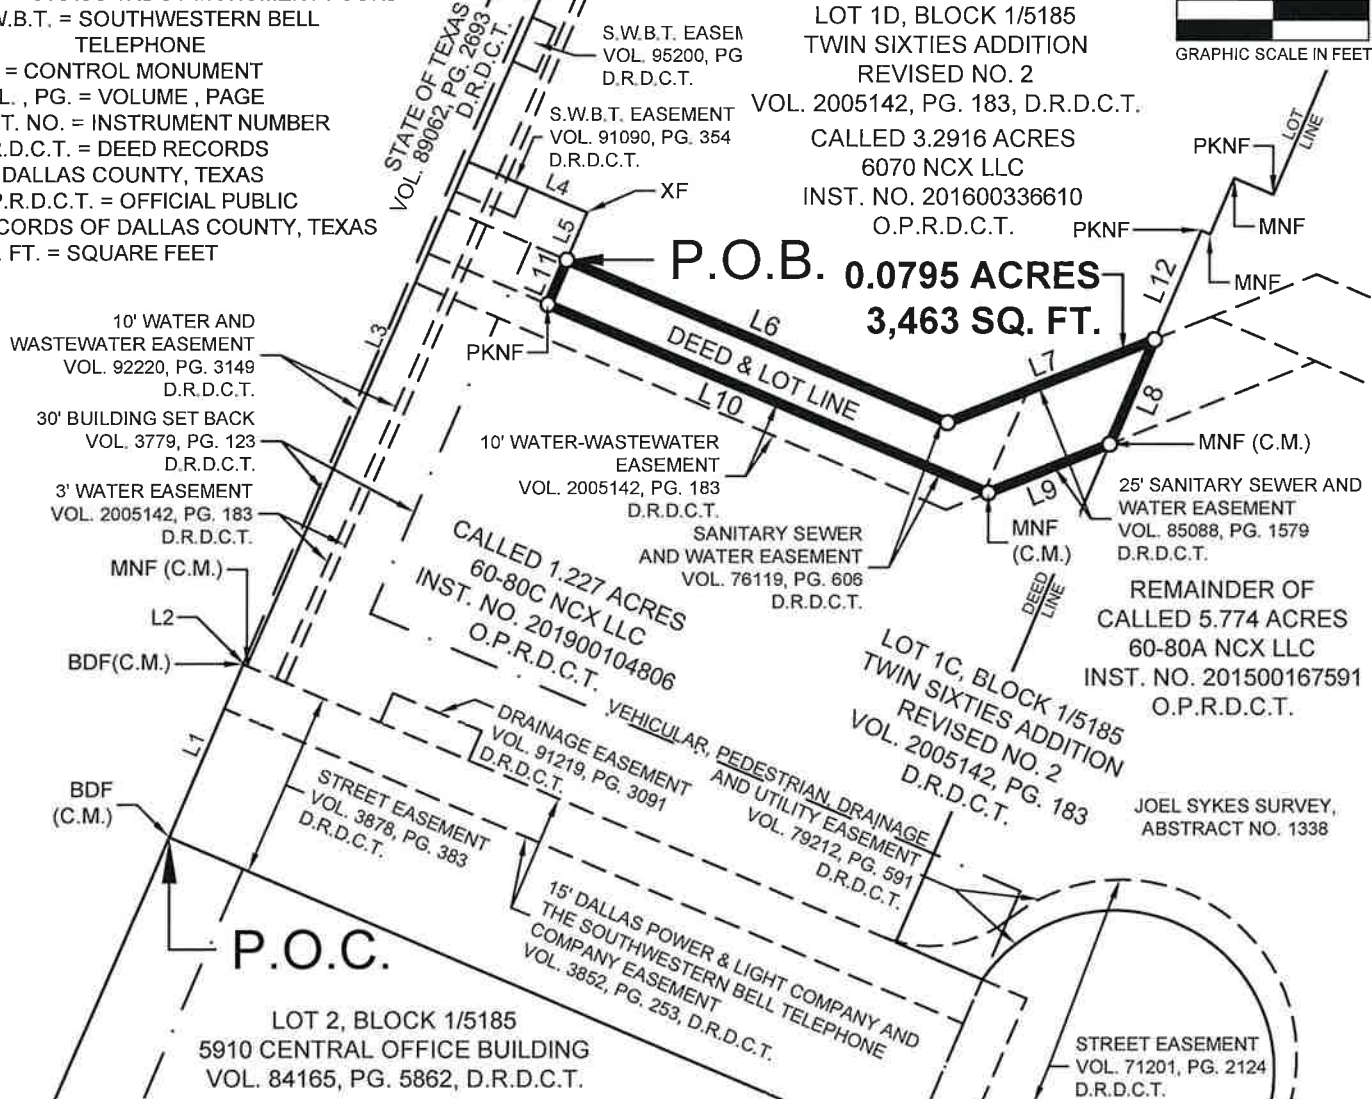 W.B.T. = SOUTHWESTERN BELL
TELEPHONE
= CONTROL MONUMENT
L. , PG. = VOLUME , PAGE
T. NO. = INSTRUMENT NUMBER
R.D.C.T. = DEED RECORDS
DALLAS COUNTY, TEXAS
P.R.D.C.T. = OFFICIAL PUBLIC
CORDS OF DALLAS COUNTY, TEXAS
. FT. = SQUARE FEET
STATE OF TEXAS
VOL. 89062, PG. 2693
D.R.D.C.T.
S.W.B.T. EASEM
VOL. 95200, PG
D.R.D.C.T.
S.W.B.T. EASEMENT
VOL. 91090, PG. 354
D.R.D.C.T.
LOT 1D, BLOCK 1/5185
TWIN SIXTIES ADDITION
REVISED NO. 2
VOL. 2005142, PG. 183, D.R.D.C.T.
CALLED 3.2916 ACRES
6070 NCX LLC
INST. NO. 201600336610
O.P.R.D.C.T.
GRAPHIC SCALE IN FEET
LOT
LINE
PKNF
MNF
PKNF
MNF
L12
L4
XF
L5
L11
P.O.B.
0.0795 ACRES
3,463 SQ. FT.
L6
DEED & LOT LINE
L7
L8
L10
L9
PKNF
L3
10' WATER AND
WASTEWATER EASEMENT
VOL. 92220, PG. 3149
D.R.D.C.T.
30' BUILDING SET BACK
VOL. 3779, PG. 123
D.R.D.C.T.
3' WATER EASEMENT
VOL. 2005142, PG. 183
D.R.D.C.T.
MNF (C.M.)
L2
BDF(C.M.)
L1
BDF
(C.M.)
10' WATER-WASTEWATER
EASEMENT
VOL. 2005142, PG. 183
D.R.D.C.T.
SANITARY SEWER
AND WATER EASEMENT
VOL. 76119, PG. 606
D.R.D.C.T.
MNF
(C.M.)
MNF (C.M.)
25' SANITARY SEWER AND
WATER EASEMENT
VOL. 85088, PG. 1579
D.R.D.C.T.
DEED
LINE
REMAINDER OF
CALLED 5.774 ACRES
60-80A NCX LLC
INST. NO. 201500167591
O.P.R.D.C.T.
CALLED 1.227 ACRES
60-80C NCX LLC
INST. NO. 201900104806
O.P.R.D.C.T.
LOT 1C, BLOCK 1/5185
TWIN SIXTIES ADDITION
REVISED NO. 2
VOL. 2005142, PG. 183
D.R.D.C.T.
JOEL SYKES SURVEY,
ABSTRACT NO. 1338
DRAINAGE EASEMENT
VOL. 91219, PG. 3091
D.R.D.C.T.
VEHICULAR, PEDESTRIAN, DRAINAGE
AND UTILITY EASEMENT
VOL. 79212, PG. 591
D.R.D.C.T.
STREET EASEMENT
VOL. 3878, PG. 383
D.R.D.C.T.
15' DALLAS POWER & LIGHT COMPANY AND
THE SOUTHWESTERN BELL TELEPHONE
COMPANY EASEMENT
VOL. 3852, PG. 253, D.R.D.C.T.
P.O.C.
LOT 2, BLOCK 1/5185
5910 CENTRAL OFFICE BUILDING
VOL. 84165, PG. 5862, D.R.D.C.T.
STREET EASEMENT
VOL. 71201, PG. 2124
D.R.D.C.T.